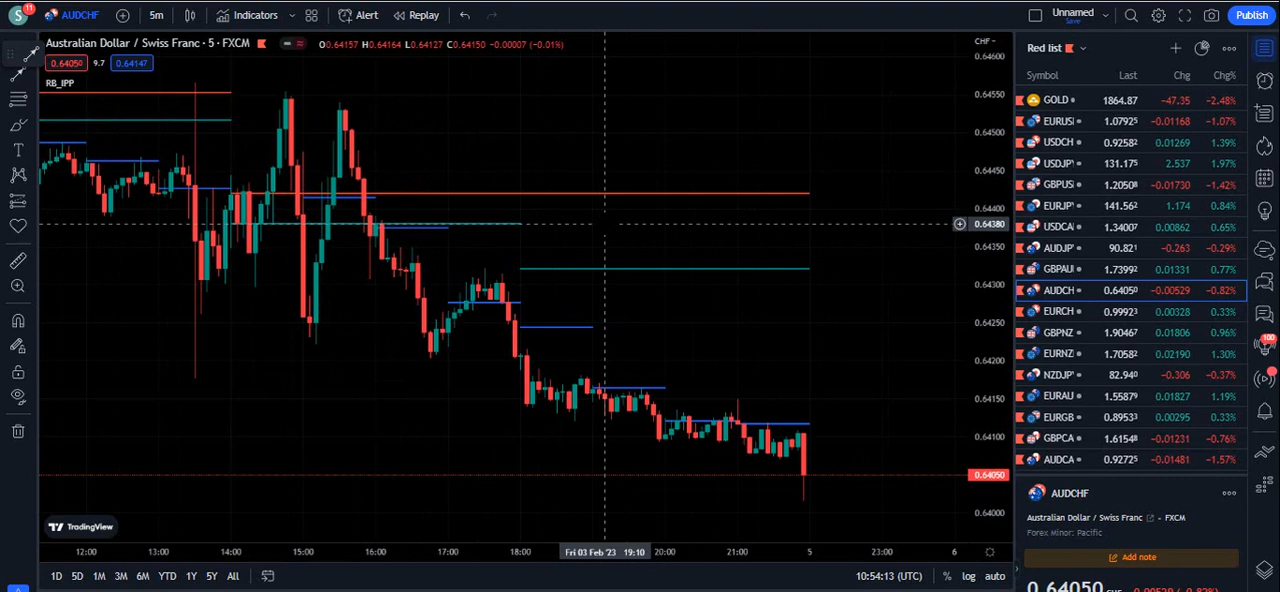 S 11 AUDCHF 5m Indicators Alert Replay Unnamed Save Publish
Australian Dollar / Swiss Franc · 5 · FXCM O0.64157 H0.64164 L0.64127 C0.64150 −0.00007 (−0.01%)
0.64050 9.7 0.64147
RB_IPP
CHF
0.64600
0.64550
0.64500
0.64450
0.64400
0.64380
0.64350
0.64300
0.64250
0.64200
0.64150
0.64100
0.64050
0.64000
TradingView
12:00 13:00 14:00 15:00 16:00 17:00 18:00 Fri 03 Feb '23 19:10 20:00 21:00 5 23:00 6
1D 5D 1M 3M 6M YTD 1Y 5Y All 10:54:13 (UTC) % log auto
Red list
Symbol Last Chg Chg%
GOLD 1864.87 −47.35 −2.48%
EURUSI 1.07925 −0.01168 −1.07%
USDCH 0.92582 0.01269 1.39%
USDJP 131.175 2.537 1.97%
GBPUS 1.20508 −0.01730 −1.42%
EURJP 141.562 1.174 0.84%
USDCA 1.34007 0.00862 0.65%
AUDJP 90.821 −0.263 −0.29%
GBPAU 1.73992 0.01331 0.77%
AUDCH 0.64050 −0.00529 −0.82%
EURCH 0.99923 0.00328 0.33%
GBPNZ 1.90467 0.01806 0.96%
EURNZ 1.70582 0.02190 1.30%
NZDJP 82.940 −0.306 −0.37%
EURAU 1.55879 0.01827 1.19%
EURGB 0.89533 0.00295 0.33%
GBPCA 1.61548 −0.01231 −0.76%
AUDCA 0.92725 −0.01481 −1.57%
AUDCHF
Australian Dollar / Swiss Franc · FXCM
Forex Minor: Pacific
Add note
0.64050
100